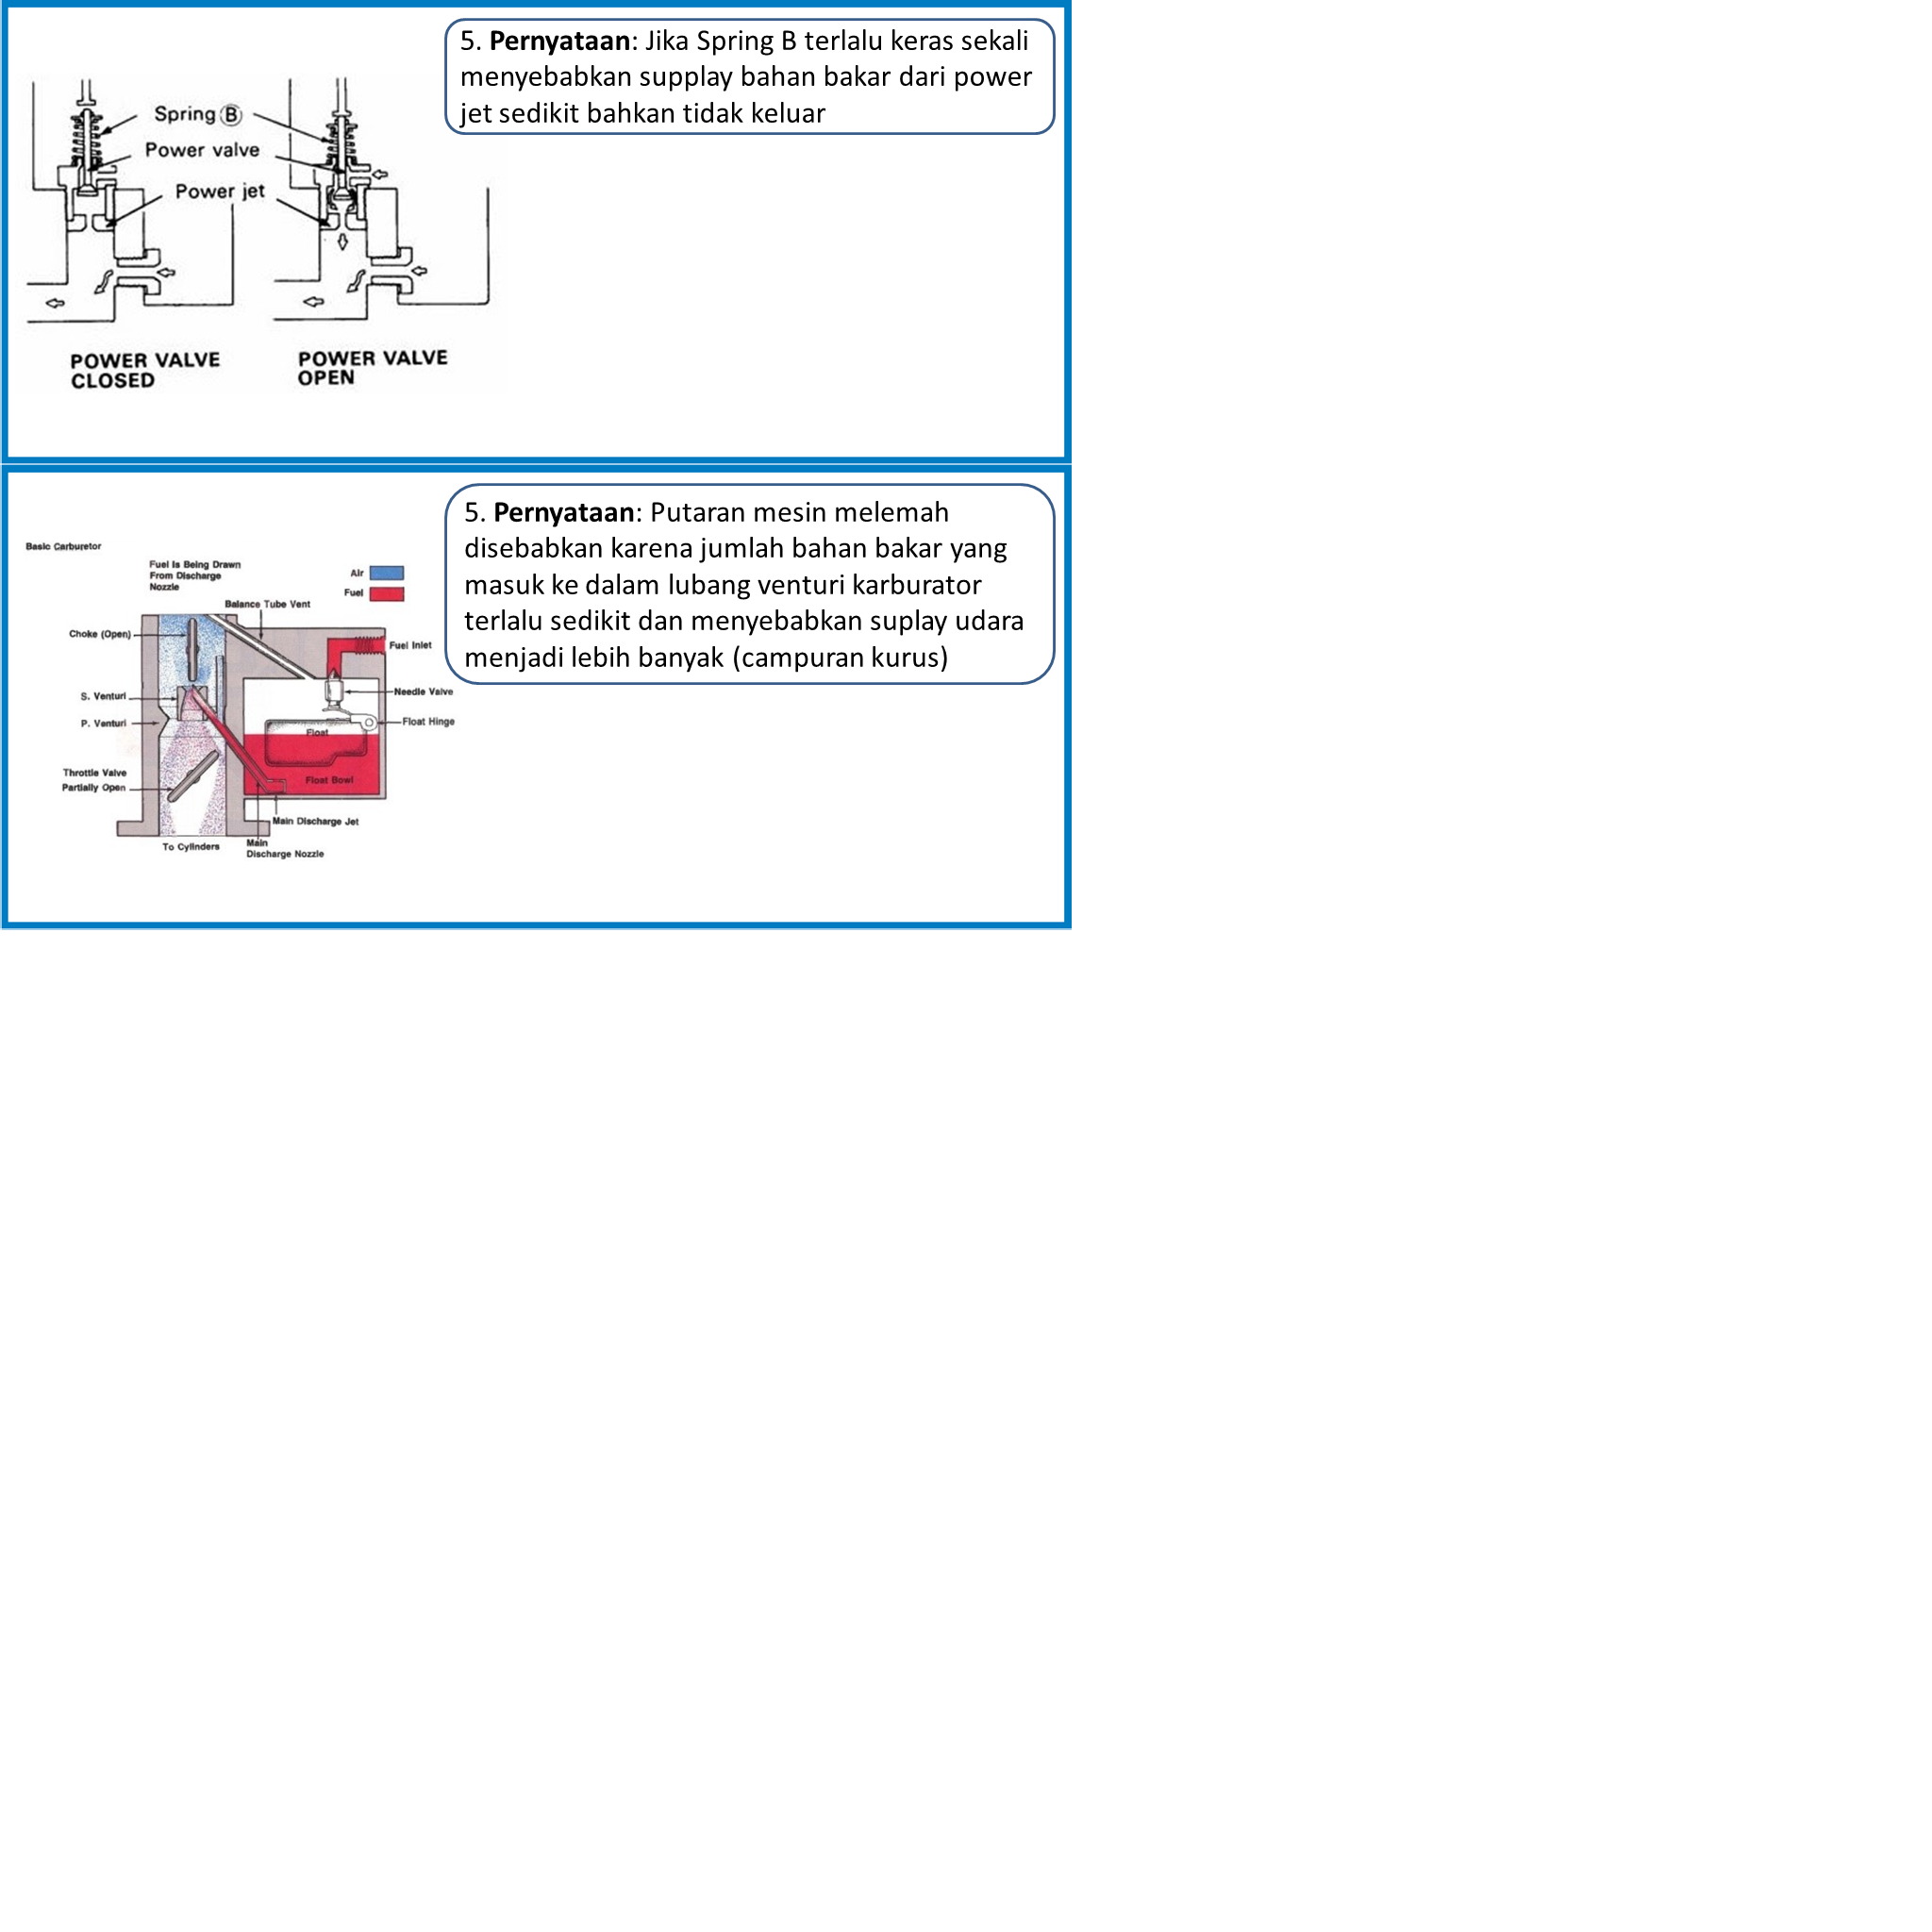 5. Pernyataan: Jika Spring B terlalu keras sekali
menyebabkan supplay bahan bakar dari power
jet sedikit bahkan tidak keluar
Spring B
Power valve
Power jet
POWER VALVE
CLOSED
POWER VALVE
OPEN
5. Pernyataan: Putaran mesin melemah
disebabkan karena jumlah bahan bakar yang
masuk ke dalam lubang venturi karburator
terlalu sedikit dan menyebabkan suplay udara
menjadi lebih banyak (campuran kurus)
Basic Carburetor
Fuel Is Being Drawn
From Discharge
Nozzle
Air
Fuel
Balance Tube Vent
Choke (Open)
Fuel Inlet
S. Venturi
Needle Valve
P. Venturi
Float Hinge
Float
Throttle Valve
Partially Open
Float Bowl
Main Discharge Jet
To Cylinders
Main
Discharge Nozzle